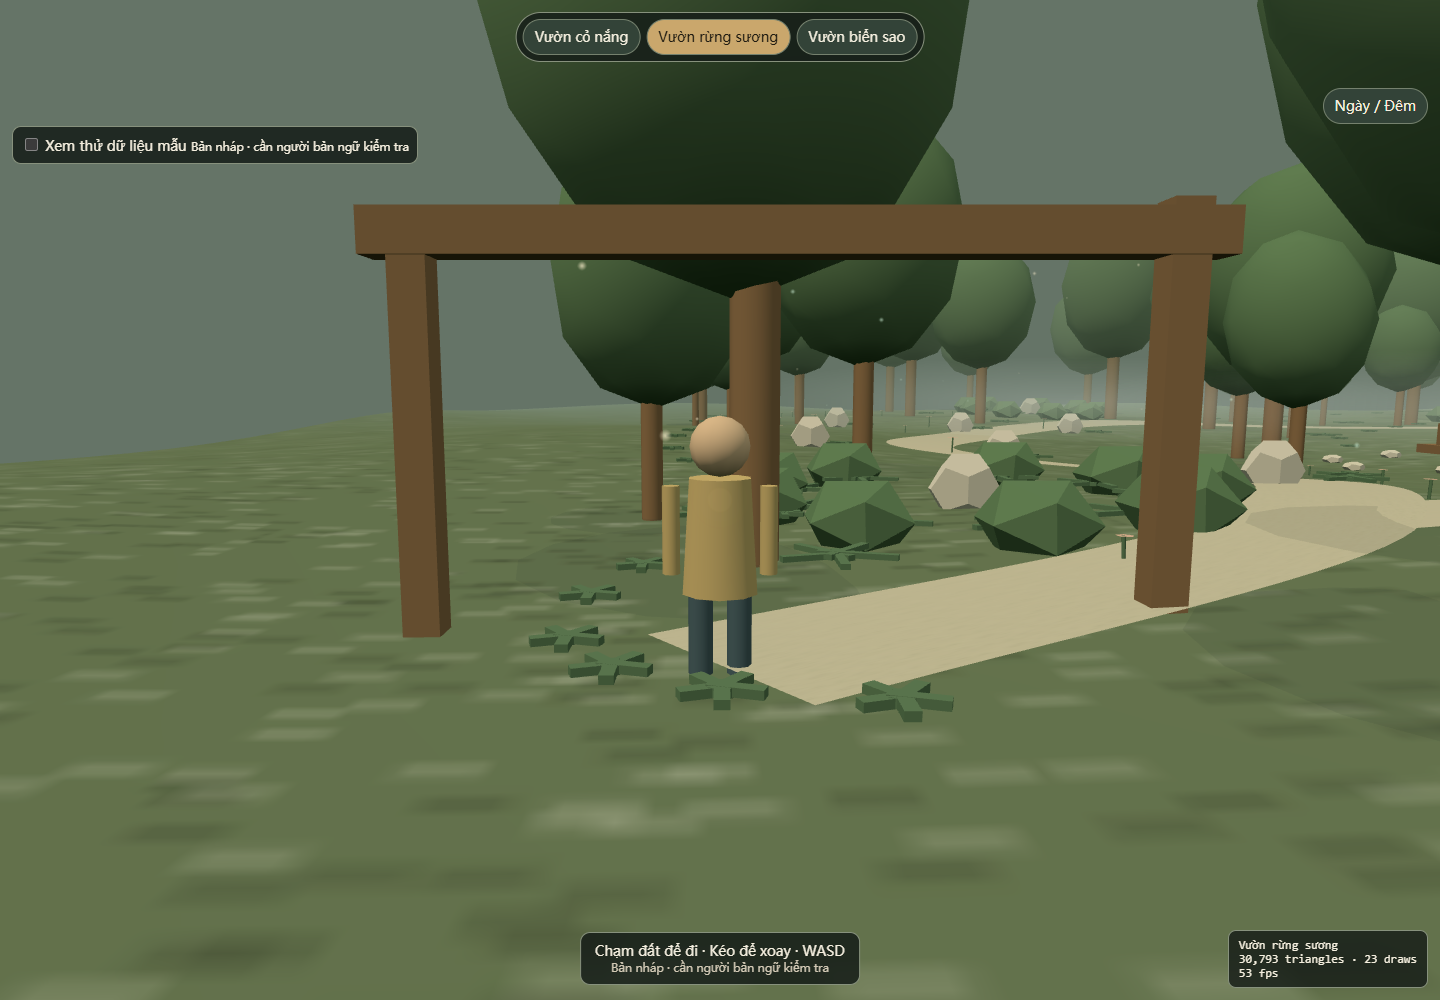 Vườn cỏ nắng
Vườn rừng sương
Vườn biển sao
Ngày / Đêm
Xem thử dữ liệu mẫu Bản nháp · cần người bản ngữ kiểm tra
Chạm đất để đi · Kéo để xoay · WASD
Bản nháp · cần người bản ngữ kiểm tra
Vườn rừng sương
30,793 triangles · 23 draws
53 fps